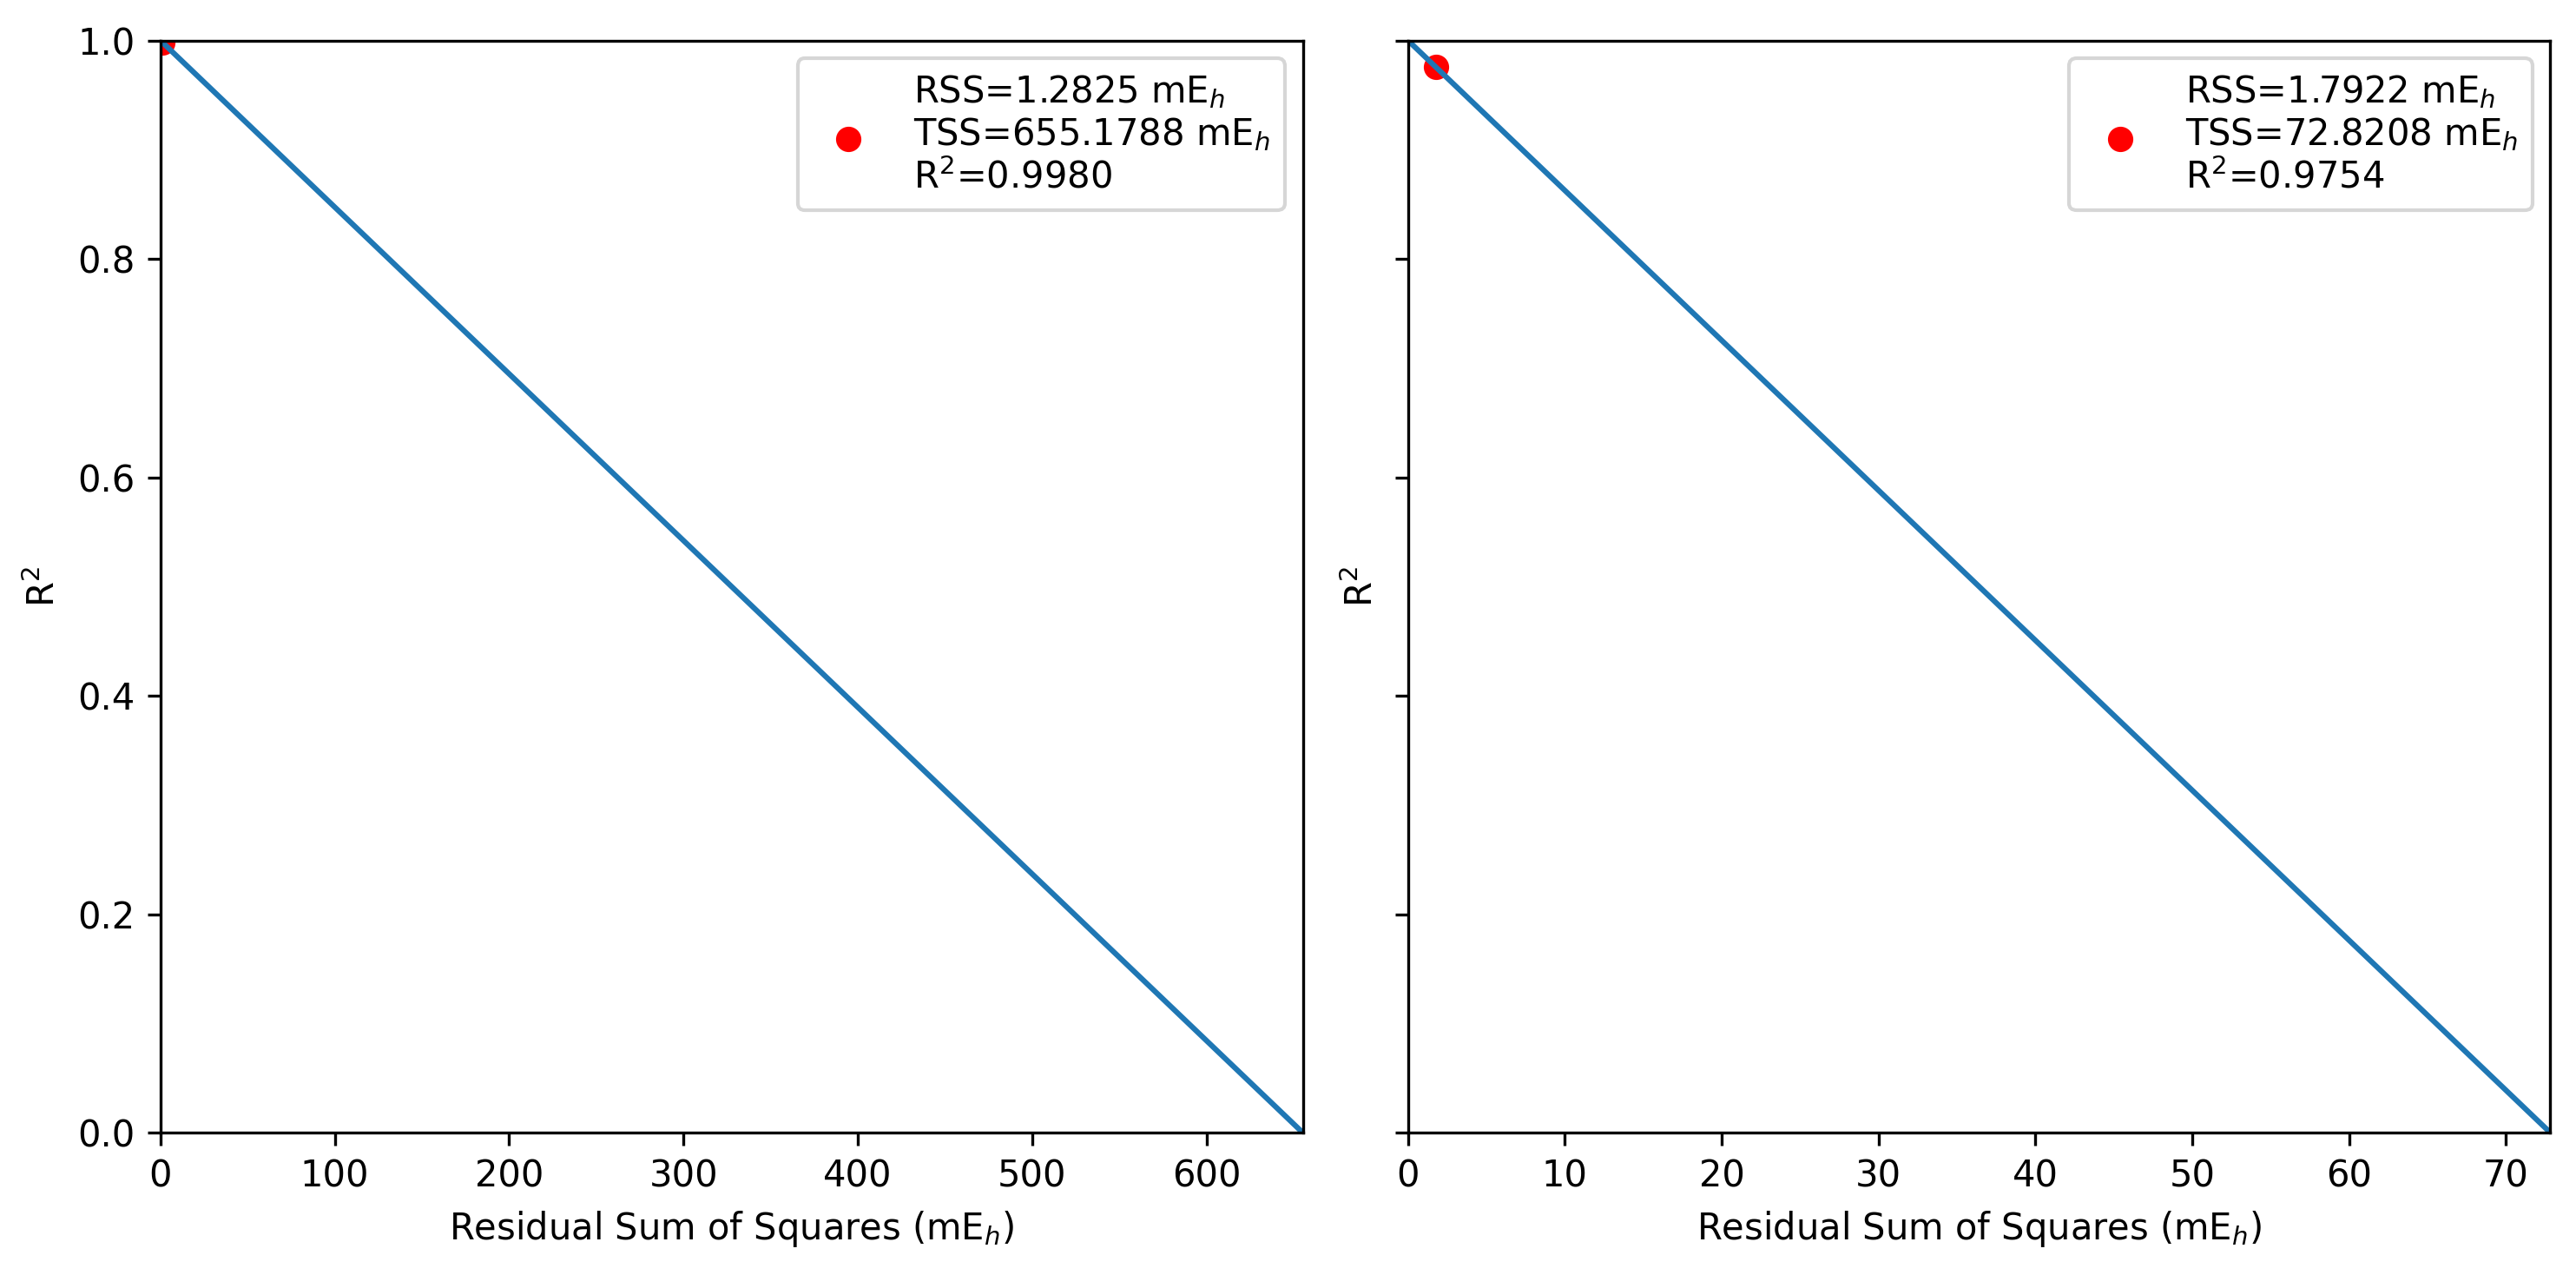 1.0
0.8
0.6
0.4
0.2
0.0
R²
0 100 200 300 400 500 600
Residual Sum of Squares (mEₕ)
RSS=1.2825 mEₕ
TSS=655.1788 mEₕ
R²=0.9980
R²
0 10 20 30 40 50 60 70
Residual Sum of Squares (mEₕ)
RSS=1.7922 mEₕ
TSS=72.8208 mEₕ
R²=0.9754